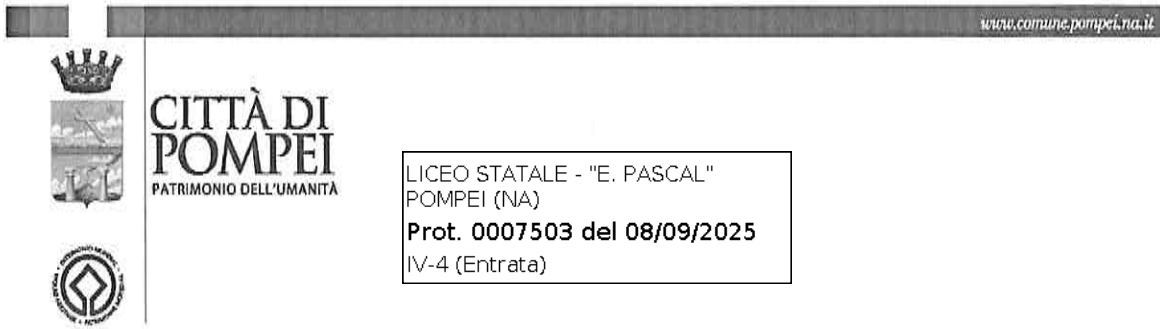 www.comune.pompei.na.it
CITTÀ DI
POMPEI
PATRIMONIO DELL'UMANITÀ
LICEO STATALE - "E. PASCAL"
POMPEI (NA)
Prot. 0007503 del 08/09/2025
IV-4 (Entrata)